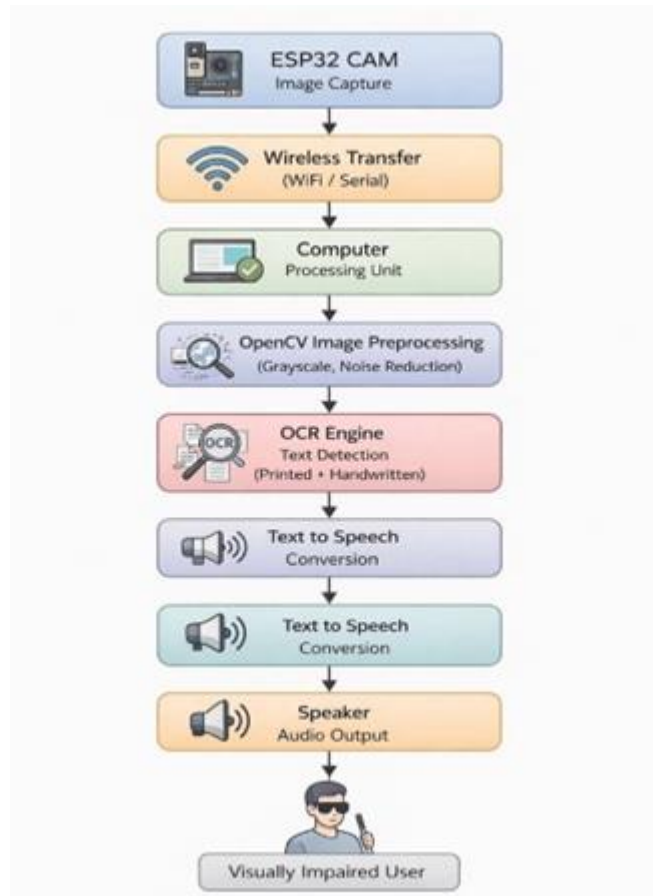 ESP32 CAM
Image Capture
Wireless Transfer
(WiFi / Serial)
Computer
Processing Unit
OpenCV Image Preprocessing
(Grayscale, Noise Reduction)
OCR
OCR Engine
Text Detection
(Printed + Handwritten)
Text to Speech
Conversion
Text to Speech
Conversion
Speaker
Audio Output
Visually Impaired User